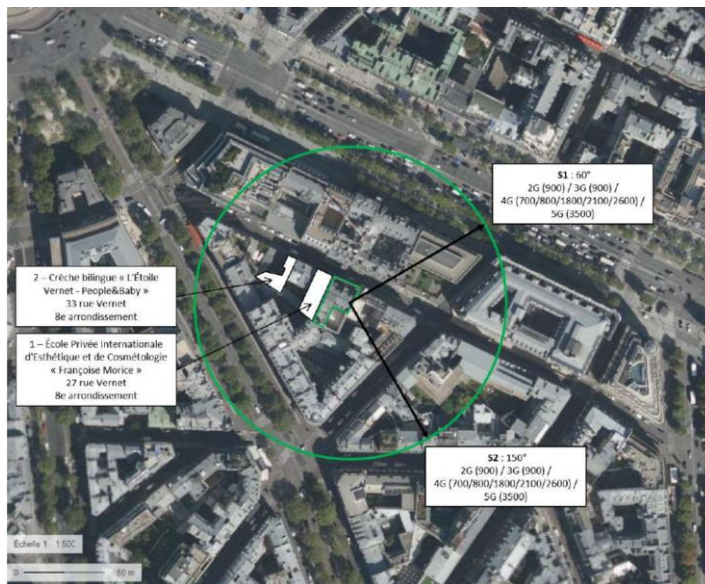 S1 : 60°
2G (900) / 3G (900) /
4G (700/800/1800/2100/2600) /
5G (3500)
2 – Crèche bilingue « L'Étoile
Vernet - People&Baby »
33 rue Vernet
8e arrondissement
1 – École Privée Internationale
d'Esthétique et de Cosmétologie
« Françoise Morice »
27 rue Vernet
8e arrondissement
S2 : 150°
2G (900) / 3G (900) /
4G (700/800/1800/2100/2600) /
5G (3500)
Échelle 1 : 1 500
0 50 m